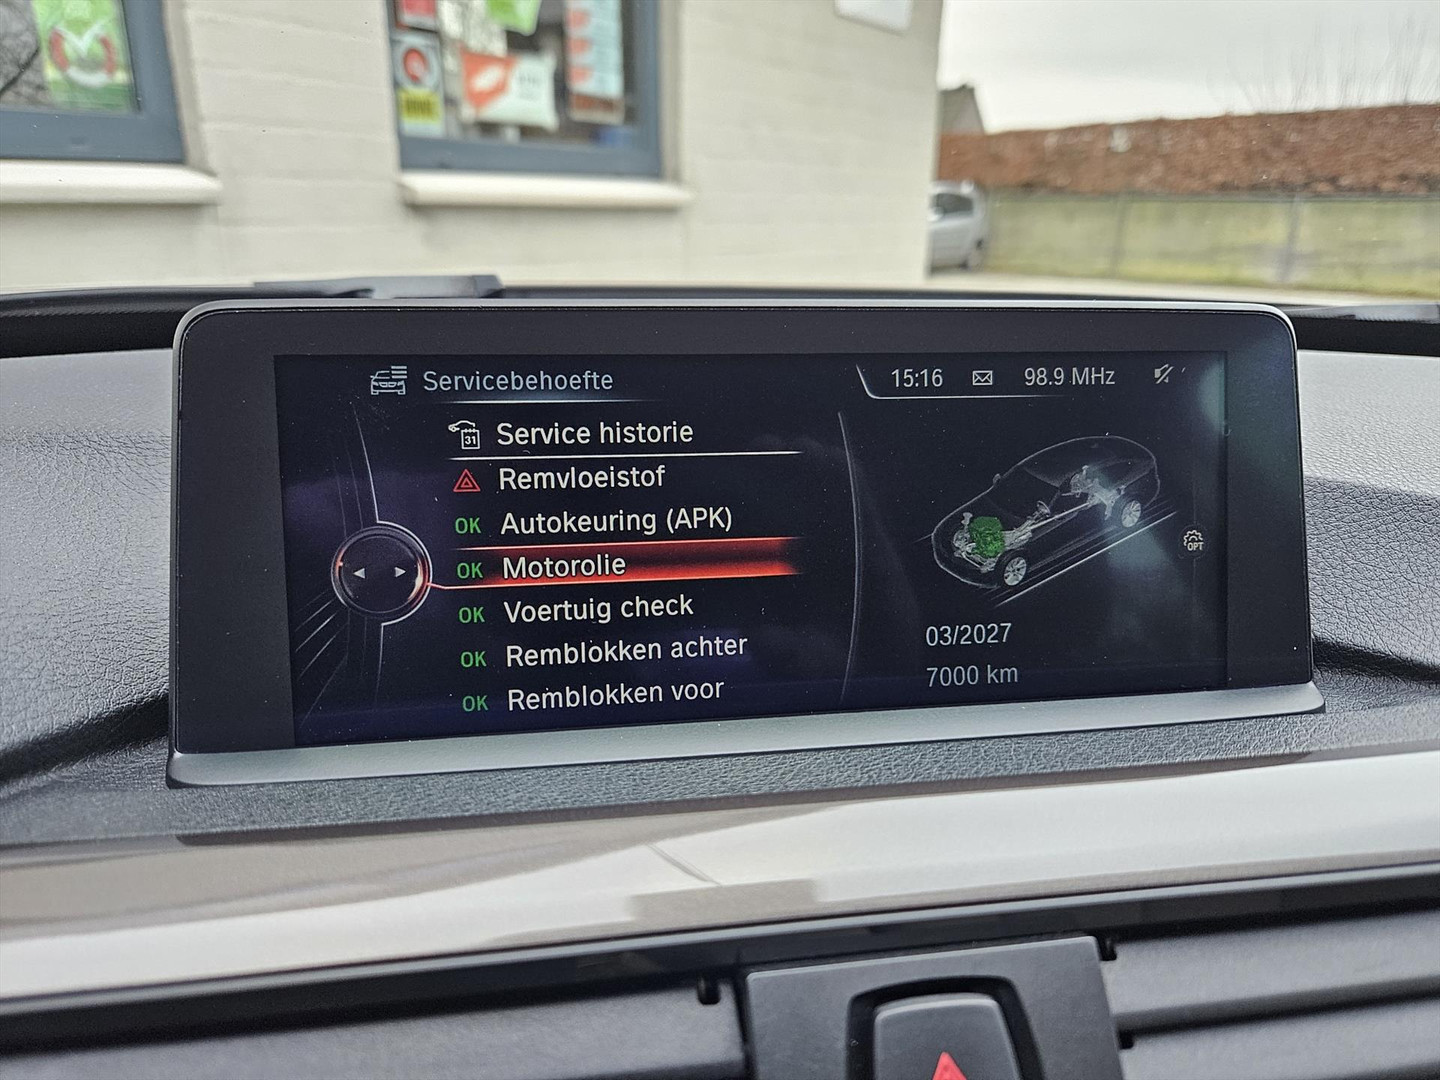 Servicebehoefte
15:16
98.9 MHz
31
Service historie
Remvloeistof
OK Autokeuring (APK)
OK Motorolie
OK Voertuig check
OK Remblokken achter
OK Remblokken voor
OPT
03/2027
7000 km